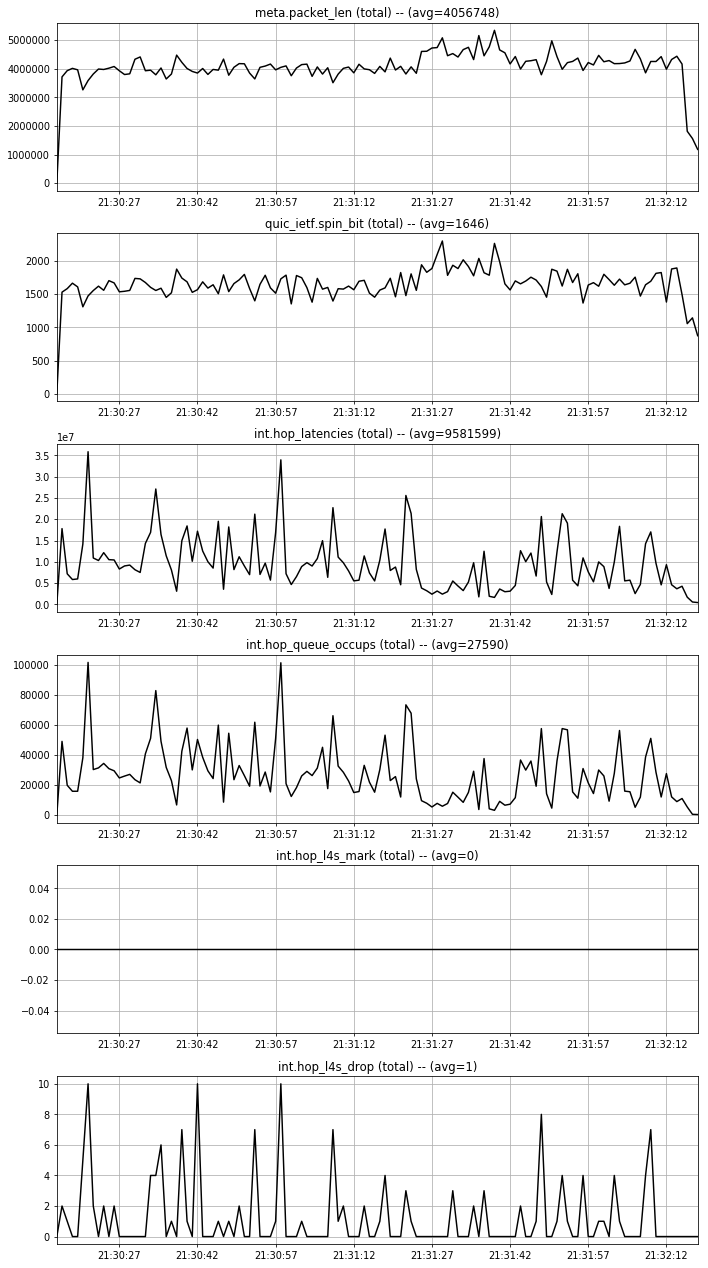 meta.packet_len (total) -- (avg=4056748)
5000000
4000000
3000000
2000000
1000000
0
21:30:27 21:30:42 21:30:57 21:31:12 21:31:27 21:31:42 21:31:57 21:32:12
quic_ietf.spin_bit (total) -- (avg=1646)
2000
1500
1000
500
0
21:30:27 21:30:42 21:30:57 21:31:12 21:31:27 21:31:42 21:31:57 21:32:12
int.hop_latencies (total) -- (avg=9581599)
1e7
3.5
3.0
2.5
2.0
1.5
1.0
0.5
0.0
21:30:27 21:30:42 21:30:57 21:31:12 21:31:27 21:31:42 21:31:57 21:32:12
int.hop_queue_occups (total) -- (avg=27590)
100000
80000
60000
40000
20000
0
21:30:27 21:30:42 21:30:57 21:31:12 21:31:27 21:31:42 21:31:57 21:32:12
int.hop_l4s_mark (total) -- (avg=0)
0.04
0.02
0.00
−0.02
−0.04
21:30:27 21:30:42 21:30:57 21:31:12 21:31:27 21:31:42 21:31:57 21:32:12
int.hop_l4s_drop (total) -- (avg=1)
10
8
6
4
2
0
21:30:27 21:30:42 21:30:57 21:31:12 21:31:27 21:31:42 21:31:57 21:32:12